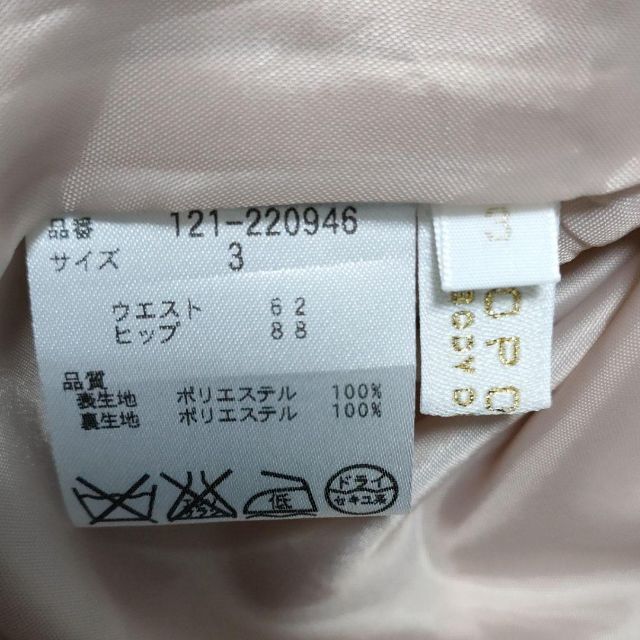 品番 121-220946
サイズ 3
ウエスト 62
ヒップ 88
品質
表生地 ポリエステル 100%
裏生地 ポリエステル 100%
低
ドライ
セキユ系
3
OPC